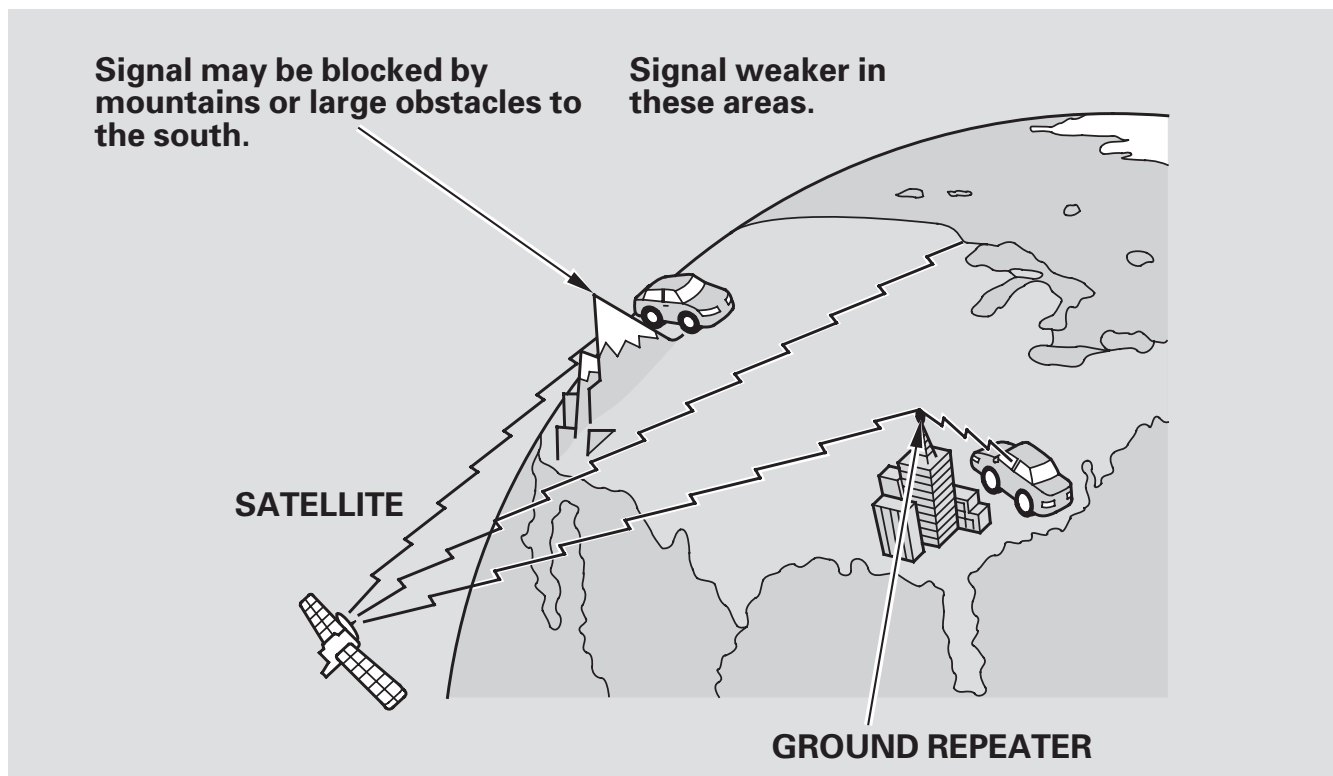 Signal may be blocked by
mountains or large obstacles to
the south.
Signal weaker in
these areas.
SATELLITE
GROUND REPEATER